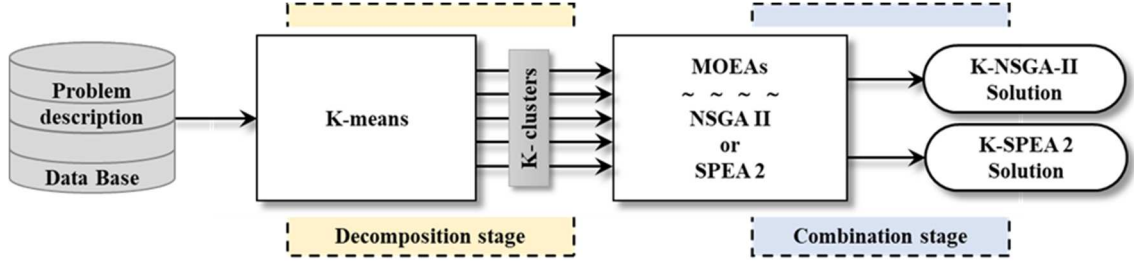 Problem
description
Data Base
K-means
K- clusters
MOEAs
~ ~ ~ ~
NSGA II
or
SPEA 2
K-NSGA-II
Solution
K-SPEA 2
Solution
Decomposition stage
Combination stage